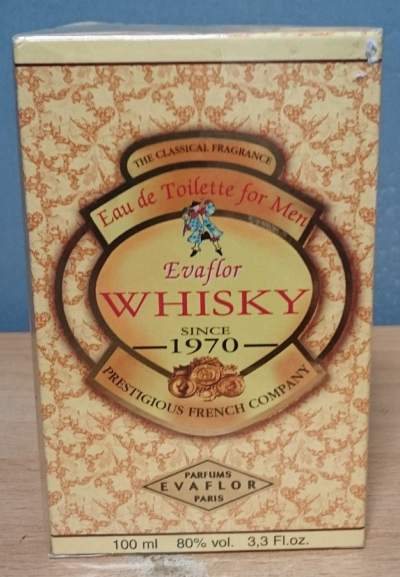 THE CLASSICAL FRAGRANCE
Eau de Toilette for Men
Evaflor
WHISKY
SINCE
1970
PRESTIGIOUS FRENCH COMPANY
PARFUMS
EVAFLOR
PARIS
100 ml 80% vol. 3,3 Fl.oz.